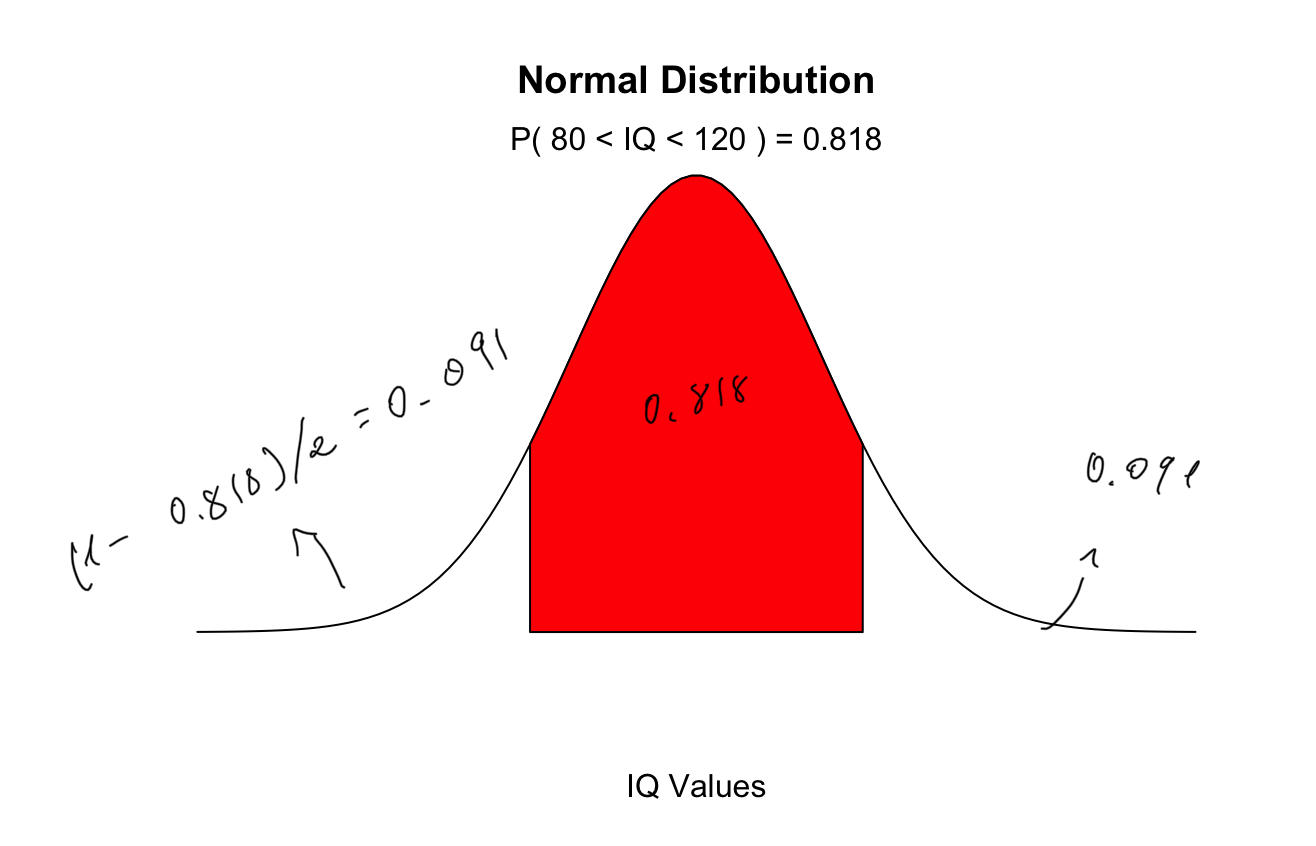 Normal Distribution
P( 80 < IQ < 120 ) = 0.818
(1- 0.818)/2 = 0.091
0.818
0.091
IQ Values